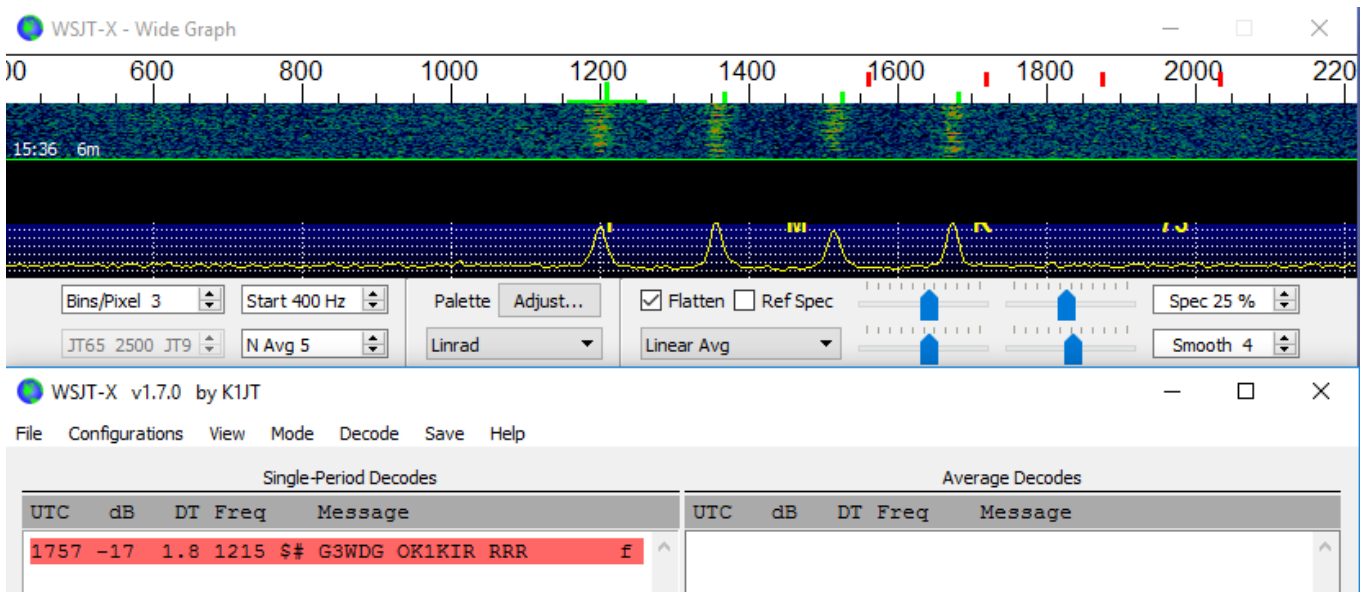 WSJT-X - Wide Graph
00 600 800 1000 1200 1400 1600 1800 2000 220
15:36 6m
T M R 73
Bins/Pixel 3 Start 400 Hz Palette Adjust... Flatten Ref Spec Spec 25 %
JT65 2500 JT9 N Avg 5 Linrad Linear Avg Smooth 4
WSJT-X v1.7.0 by K1JT
File Configurations View Mode Decode Save Help
Single-Period Decodes Average Decodes
UTC dB DT Freq Message UTC dB DT Freq Message
1757 -17 1.8 1215 $# G3WDG OK1KIR RRR f